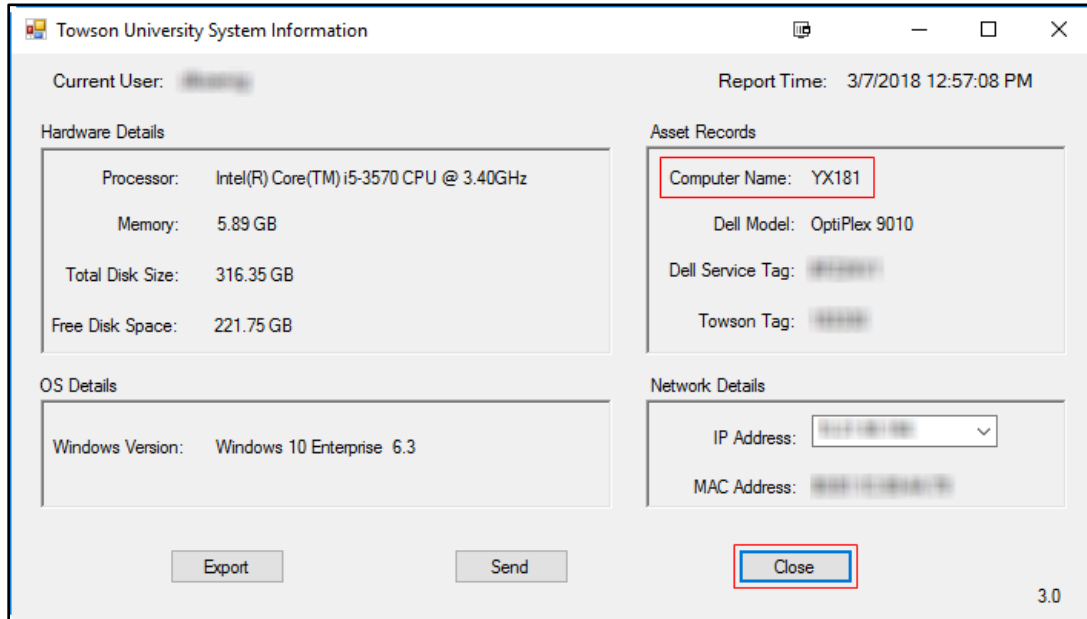 Towson University System Information
Current User:
Report Time: 3/7/2018 12:57:08 PM
Hardware Details
Processor: Intel(R) Core(TM) i5-3570 CPU @ 3.40GHz
Memory: 5.89 GB
Total Disk Size: 316.35 GB
Free Disk Space: 221.75 GB
Asset Records
Computer Name: YX181
Dell Model: OptiPlex 9010
Dell Service Tag:
Towson Tag:
OS Details
Windows Version: Windows 10 Enterprise 6.3
Network Details
IP Address:
MAC Address:
Export Send Close
3.0